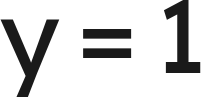 y = 1